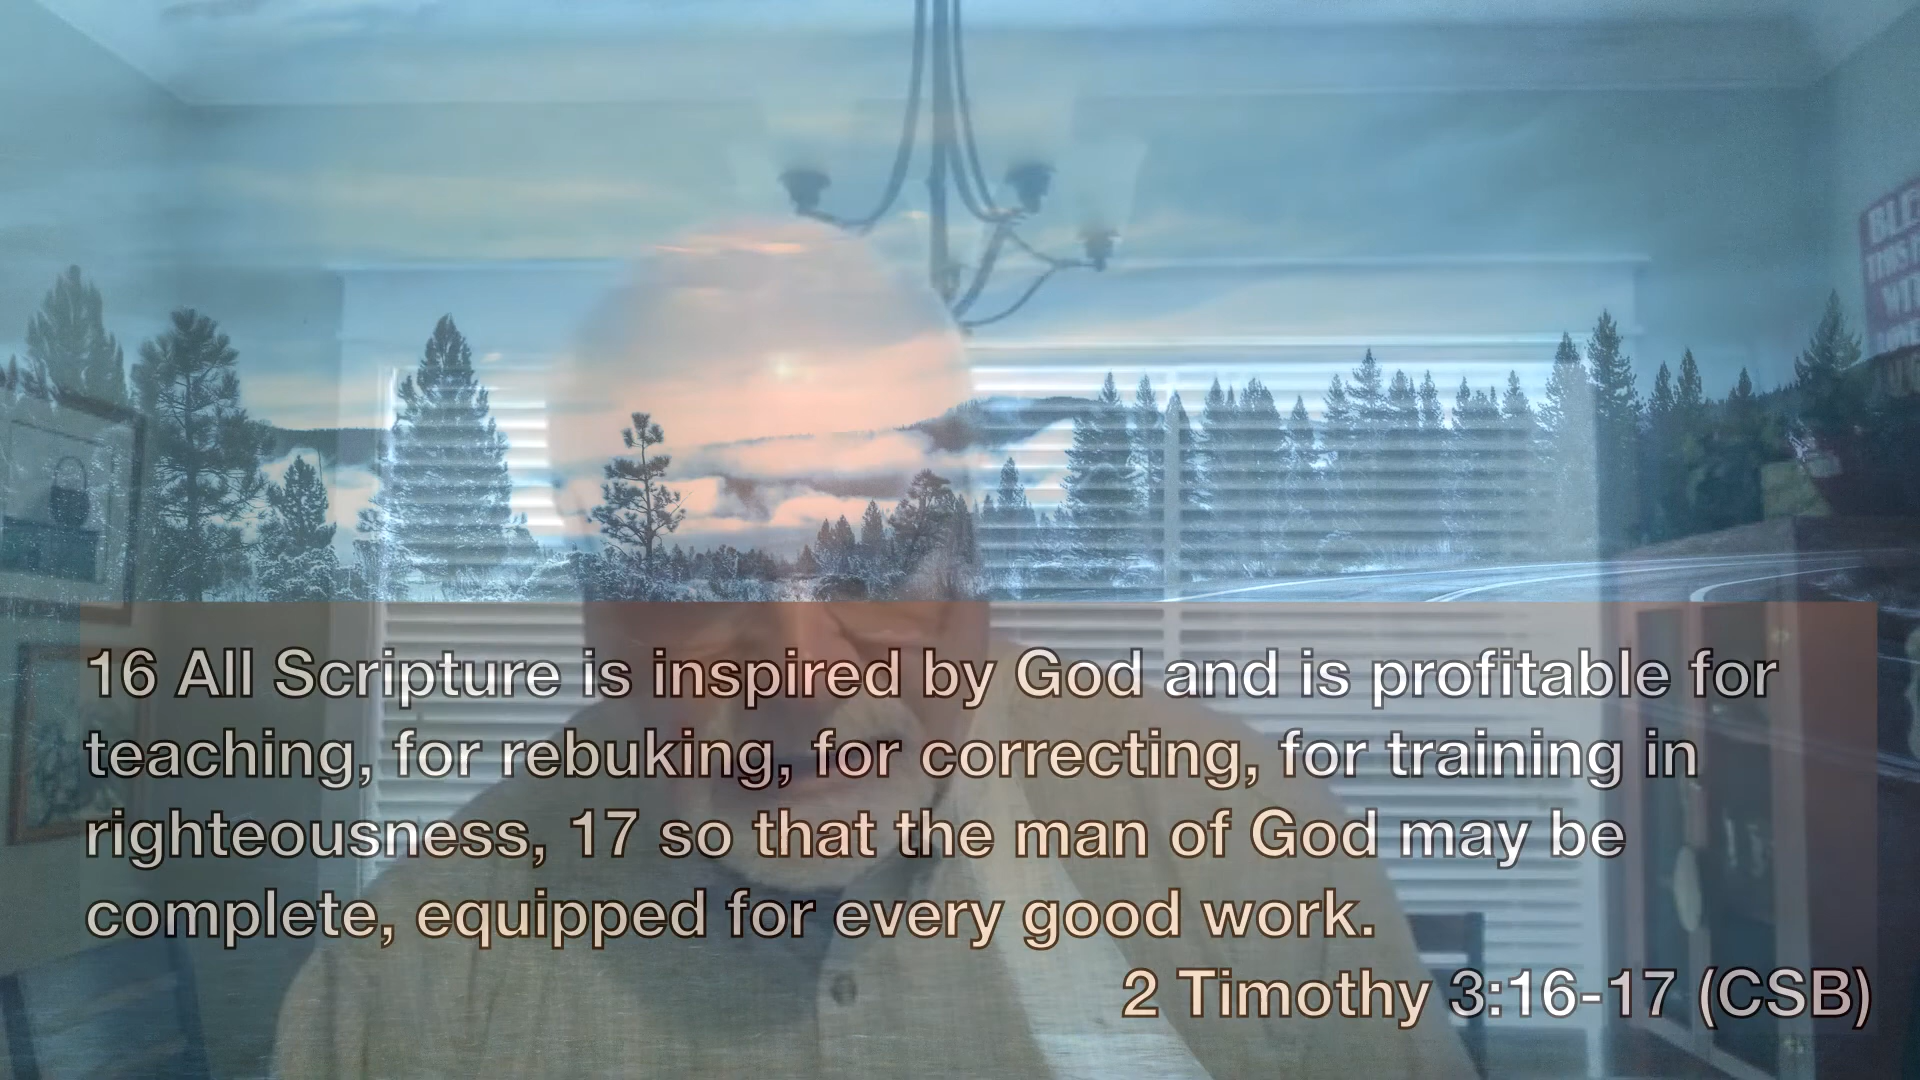 16 All Scripture is inspired by God and is profitable for
teaching, for rebuking, for correcting, for training in
righteousness, 17 so that the man of God may be
complete, equipped for every good work.
2 Timothy 3:16-17 (CSB)